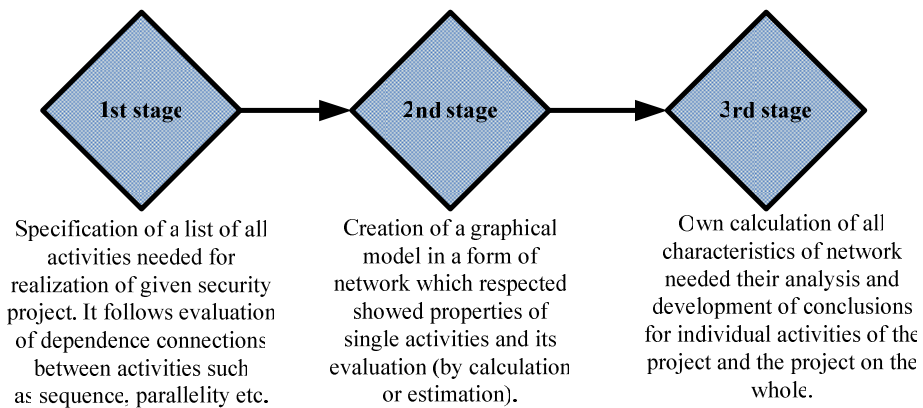 1st stage
2nd stage
3rd stage
Specification of a list of all
activities needed for
realization of given security
project. It follows evaluation
of dependence connections
between activities such
as sequence, parallelity etc.
Creation of a graphical
model in a form of
network which respected
showed properties of
single activities and its
evaluation (by calculation
or estimation).
Own calculation of all
characteristics of network
needed their analysis and
development of conclusions
for individual activities of the
project and the project on the
whole.